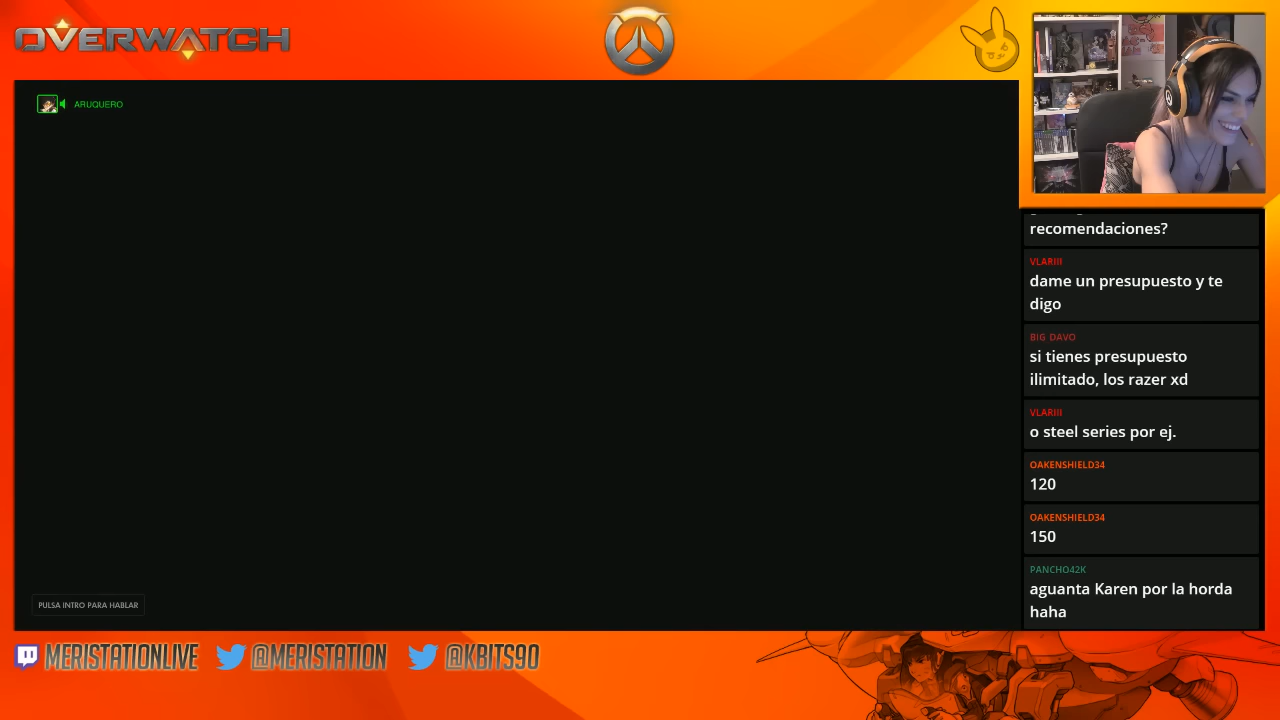 OVERWATCH
ARUQUERO
recomendaciones?
VLARIII
dame un presupuesto y te
digo
BIG DAVO
si tienes presupuesto
ilimitado, los razer xd
VLARIII
o steel series por ej.
OAKENSHIELD34
120
OAKENSHIELD34
150
PANCHO42K
aguanta Karen por la horda
haha
PULSA INTRO PARA HABLAR
MERISTATIONLIVE @MERISTATION @KBITS90